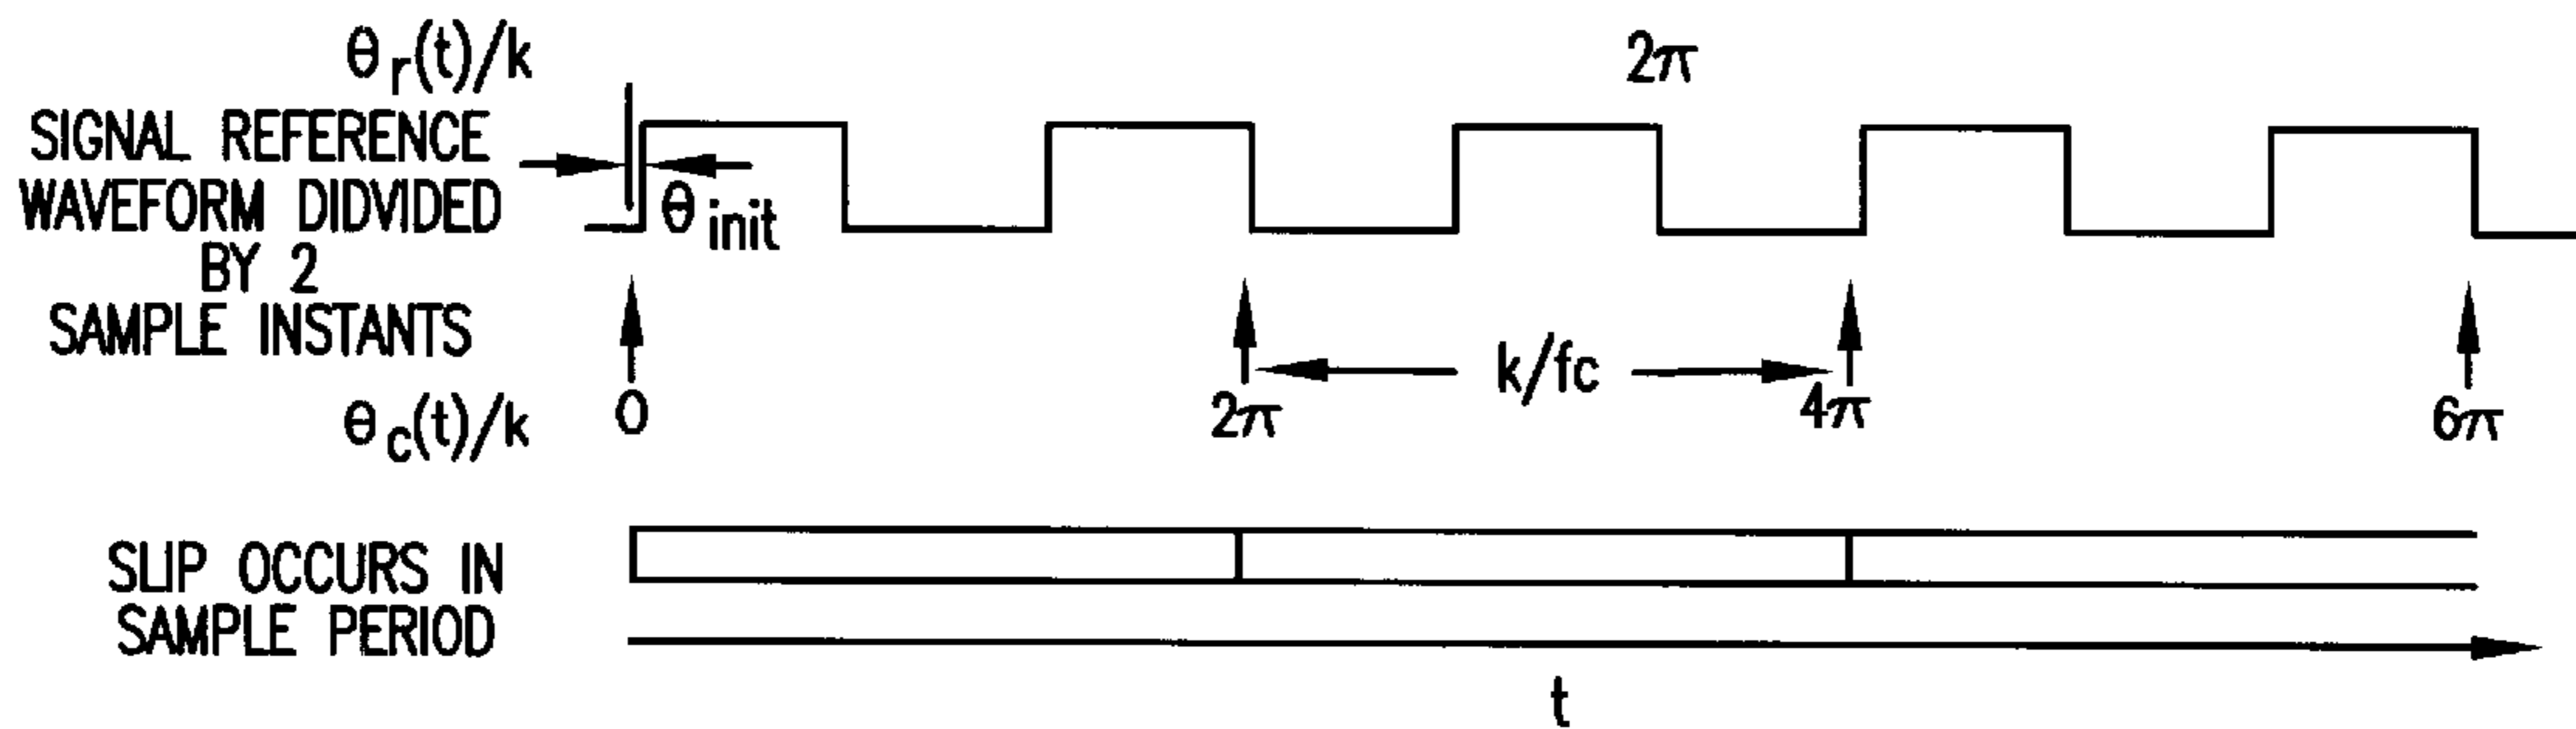 θr(t)/k
2π
SIGNAL REFERENCE
WAVEFORM DIDVIDED
BY 2
SAMPLE INSTANTS
θinit
k/fc
θc(t)/k
0
2π
4π
6π
SLIP OCCURS IN
SAMPLE PERIOD
t